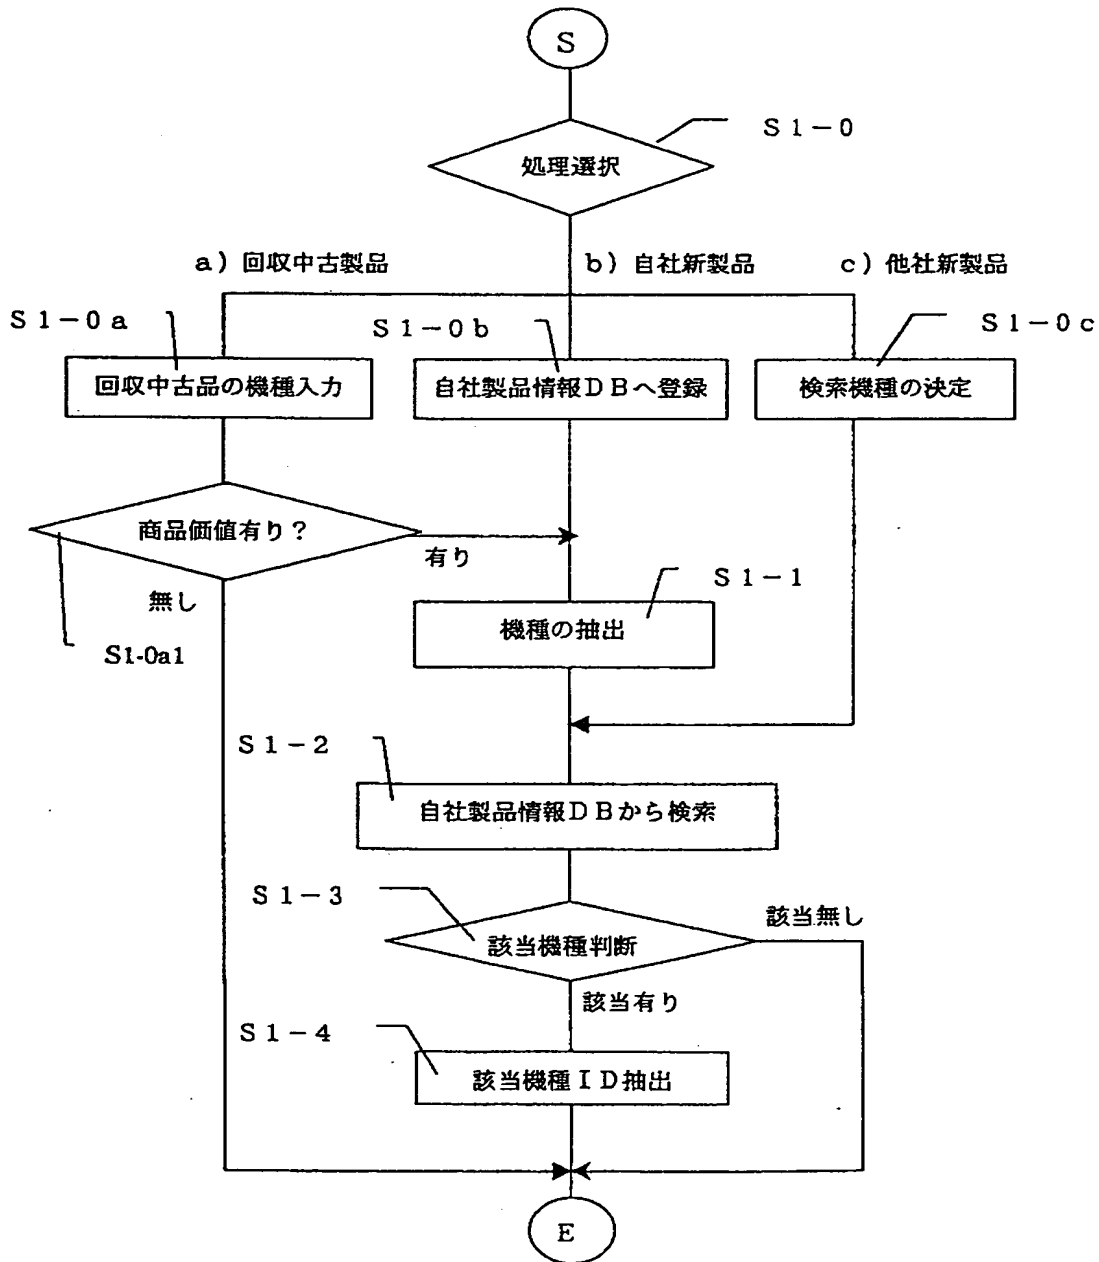 S
S1-0
処理選択
a)回収中古製品
b)自社新製品
c)他社新製品
S1-0a
S1-0b
S1-0c
回収中古品の機種入力
自社製品情報DBへ登録
検索機種の決定
商品価値有り?
有り
無し
S1-0a1
S1-1
機種の抽出
S1-2
自社製品情報DBから検索
S1-3
該当機種判断
該当無し
該当有り
S1-4
該当機種ID抽出
E